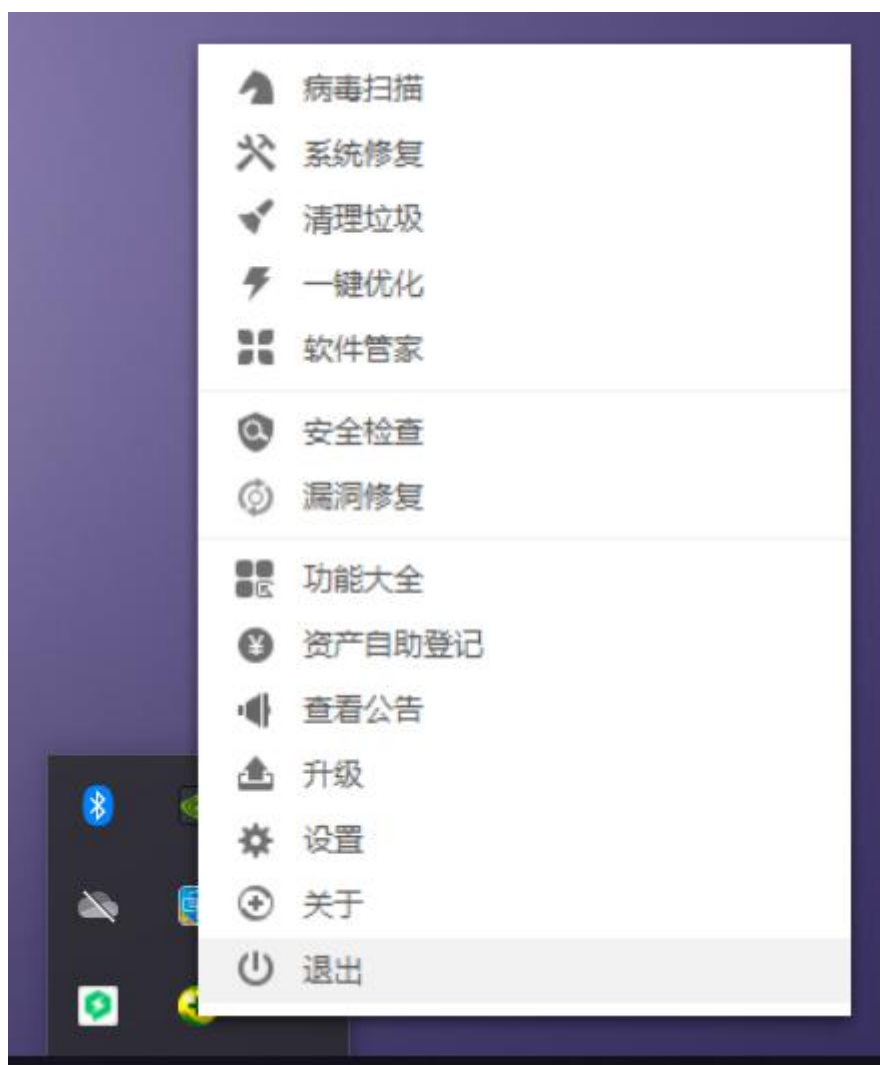 病毒扫描
系统修复
清理垃圾
一键优化
软件管家
安全检查
漏洞修复
功能大全
资产自助登记
查看公告
升级
设置
关于
退出